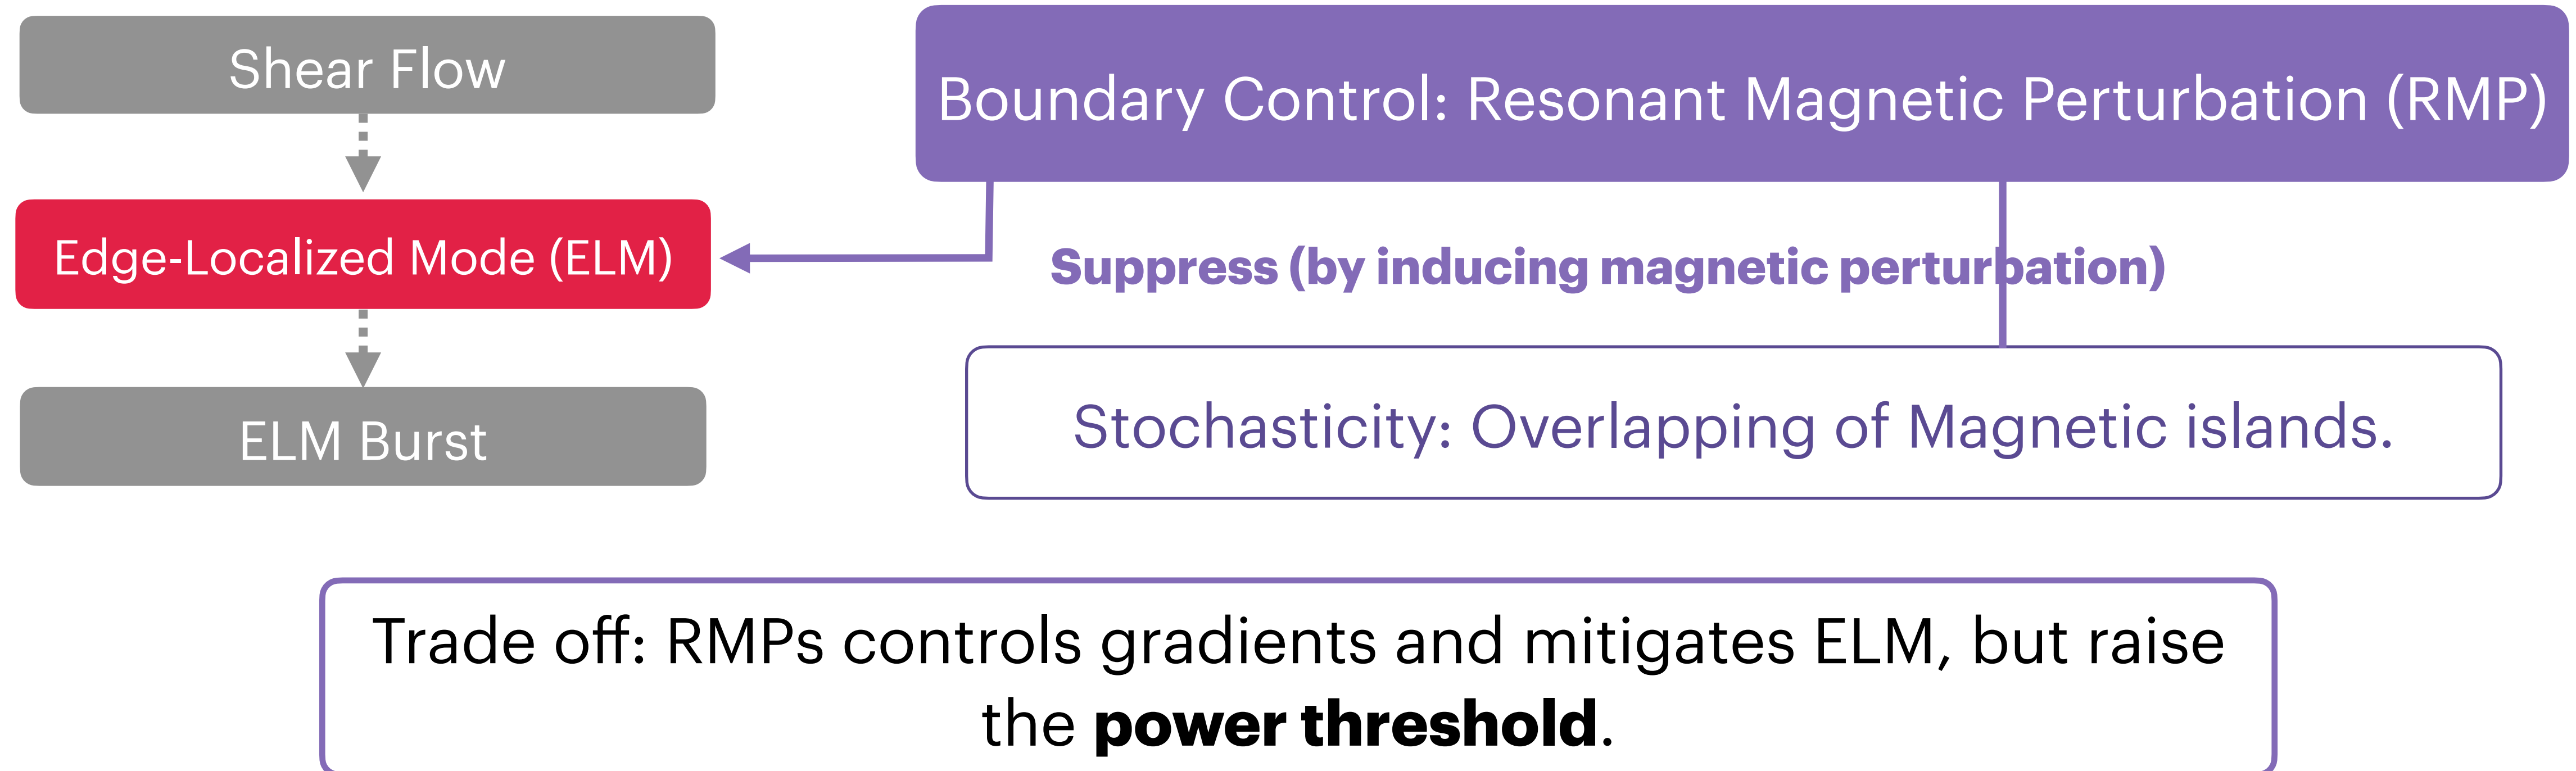 Shear Flow
Boundary Control: Resonant Magnetic Perturbation (RMP)
Edge-Localized Mode (ELM)
Suppress (by inducing magnetic perturbation)
ELM Burst
Stochasticity: Overlapping of Magnetic islands.
Trade off: RMPs controls gradients and mitigates ELM, but raise
the power threshold.